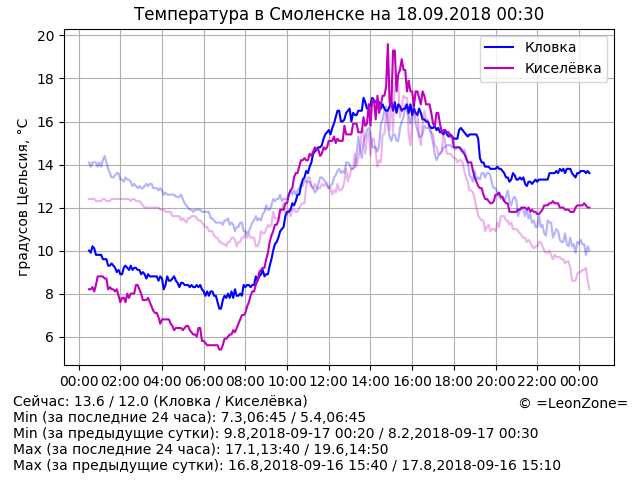 Температура в Смоленске на 18.09.2018 00:30
Кловка
Киселёвка
градусов Цельсия, °C
20
18
16
14
12
10
8
6
00:00 02:00 04:00 06:00 08:00 10:00 12:00 14:00 16:00 18:00 20:00 22:00 00:00
Сейчас: 13.6 / 12.0 (Кловка / Киселёвка)
© =LeonZone=
Min (за последние 24 часа): 7.3,06:45 / 5.4,06:45
Min (за предыдущие сутки): 9.8,2018-09-17 00:20 / 8.2,2018-09-17 00:30
Max (за последние 24 часа): 17.1,13:40 / 19.6,14:50
Max (за предыдущие сутки): 16.8,2018-09-16 15:40 / 17.8,2018-09-16 15:10